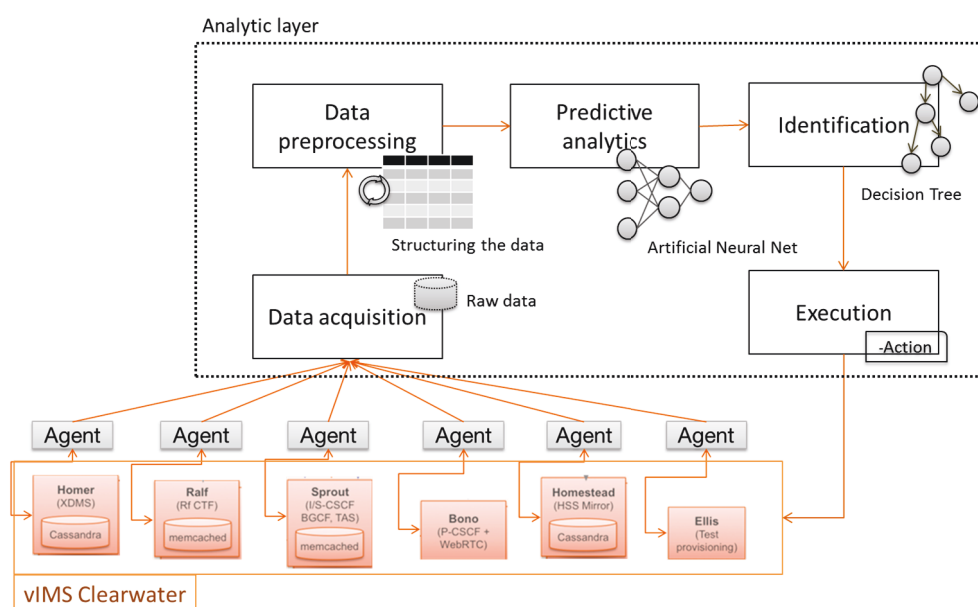 Analytic layer
Data
preprocessing
Predictive
analytics
Identification
Decision Tree
Structuring the data
Artificial Neural Net
Data acquisition
Raw data
Execution
-Action
Agent
Agent
Agent
Agent
Agent
Agent
Homer
(XDMS)
Cassandra
Ralf
(Rf CTF)
memcached
Sprout
(I/S-CSCF
BGCF, TAS)
memcached
Bono
(P-CSCF +
WebRTC)
Homestead
(HSS Mirror)
Cassandra
Ellis
(Test
provisioning)
vIMS Clearwater